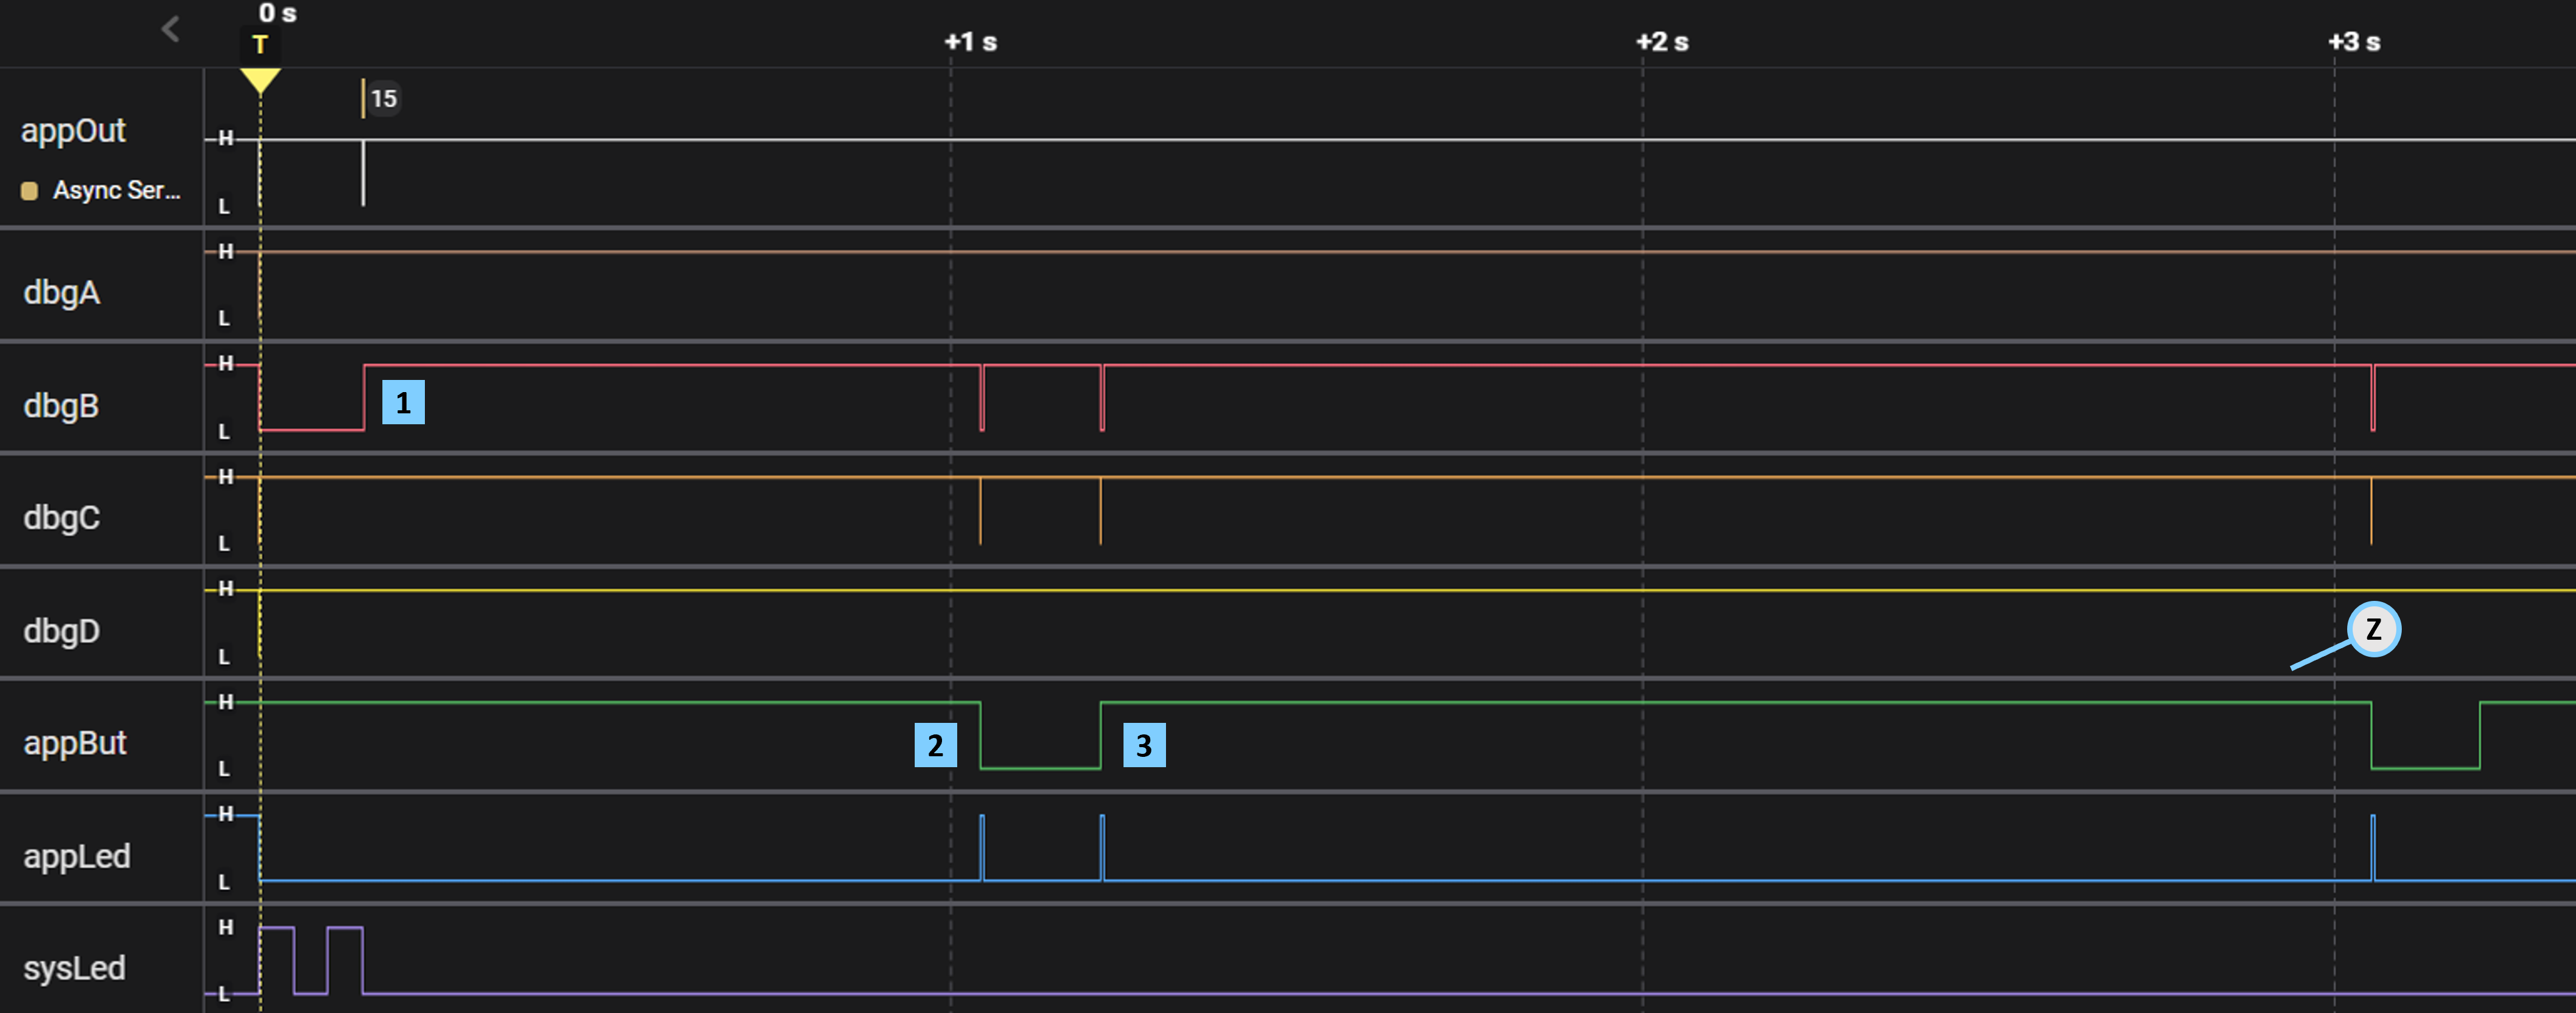 0 s
T
+1 s
+2 s
+3 s
15
appOut
H
L
Async Ser...
dbgA
H
L
dbgB
H
L
1
dbgC
H
L
dbgD
H
L
Z
appBut
H
L
2
3
appLed
H
L
sysLed
H
L